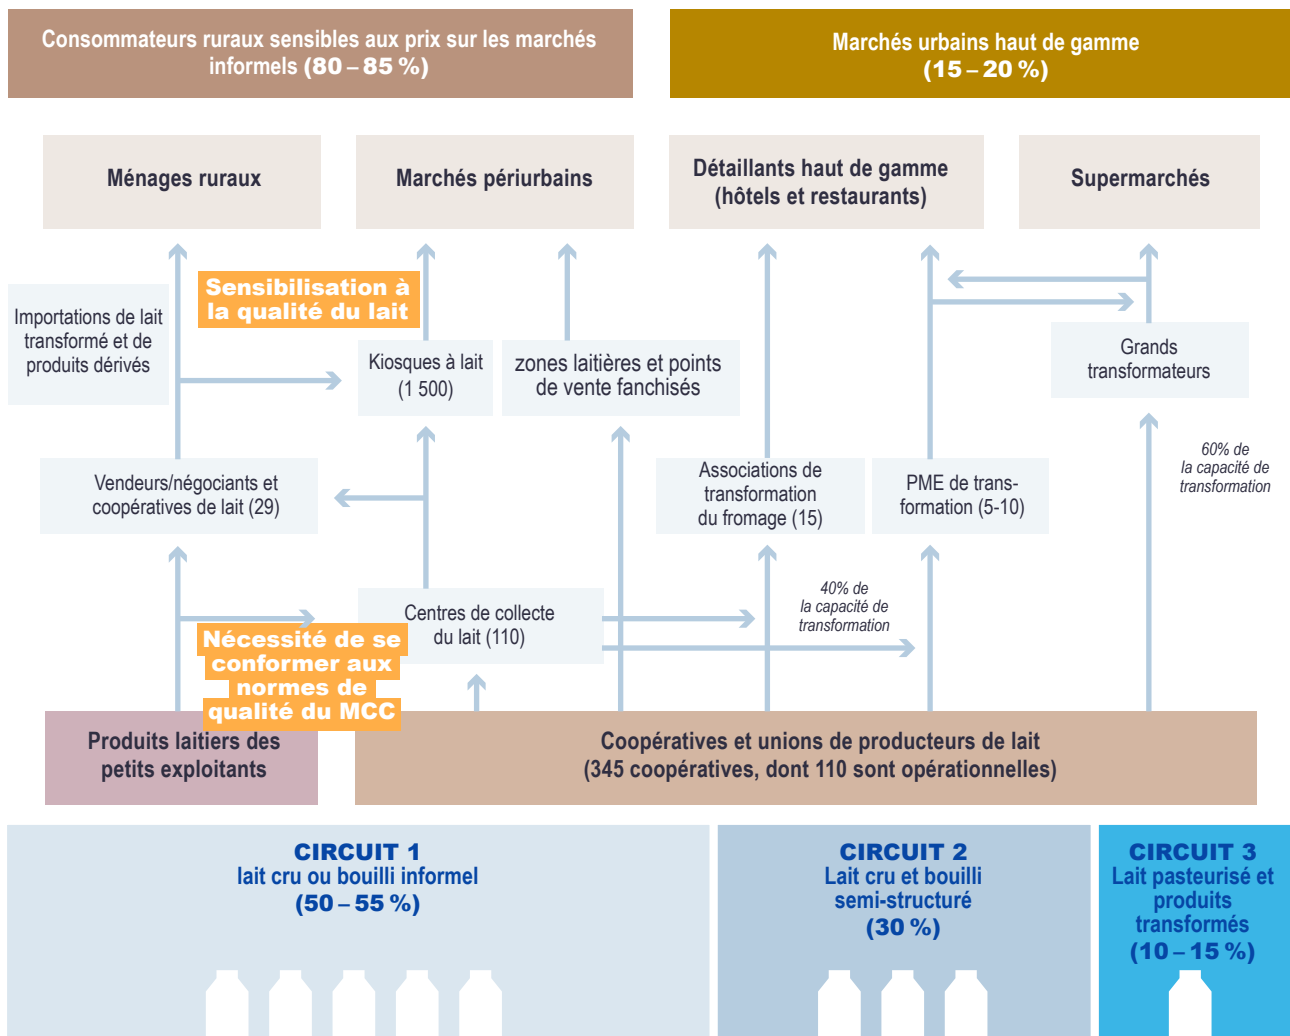 Consommateurs ruraux sensibles aux prix sur les marchés
informels (80 – 85 %)
Marchés urbains haut de gamme
(15 – 20 %)
Ménages ruraux
Marchés périurbains
Détaillants haut de gamme
(hôtels et restaurants)
Supermarchés
Sensibilisation à
la qualité du lait
Importations de lait
transformé et de
produits dérivés
Kiosques à lait
(1 500)
zones laitières et points
de vente fanchisés
Grands
transformateurs
60% de
la capacité de
transformation
Vendeurs/négociants et
coopératives de lait (29)
Associations de
transformation
du fromage (15)
PME de trans-
formation (5-10)
40% de
la capacité de
transformation
Centres de collecte
du lait (110)
Nécessité de se
conformer aux
normes de
qualité du MCC
Produits laitiers des
petits exploitants
Coopératives et unions de producteurs de lait
(345 coopératives, dont 110 sont opérationnelles)
CIRCUIT 1
lait cru ou bouilli informel
(50 – 55 %)
CIRCUIT 2
Lait cru et bouilli
semi-structuré
(30 %)
CIRCUIT 3
Lait pasteurisé et
produits
transformés
(10 – 15 %)